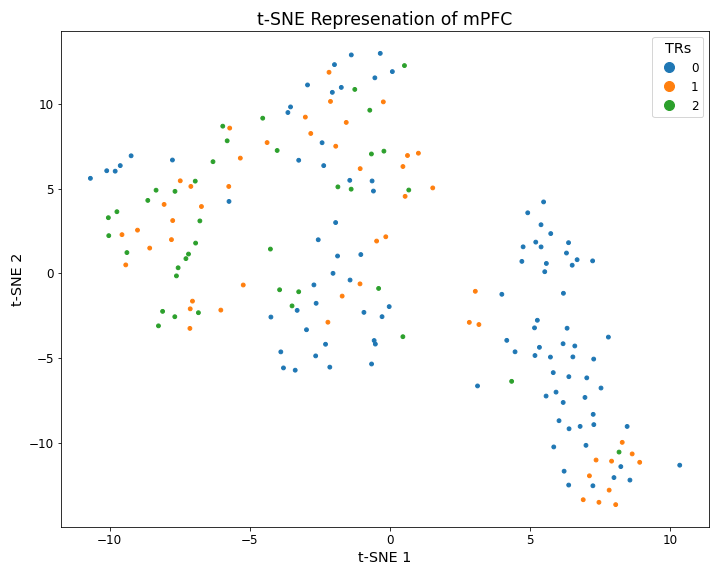 t-SNE Represenation of mPFC
TRs
0
1
2
10
5
0
−5
−10
t-SNE 2
−10 −5 0 5 10
t-SNE 1